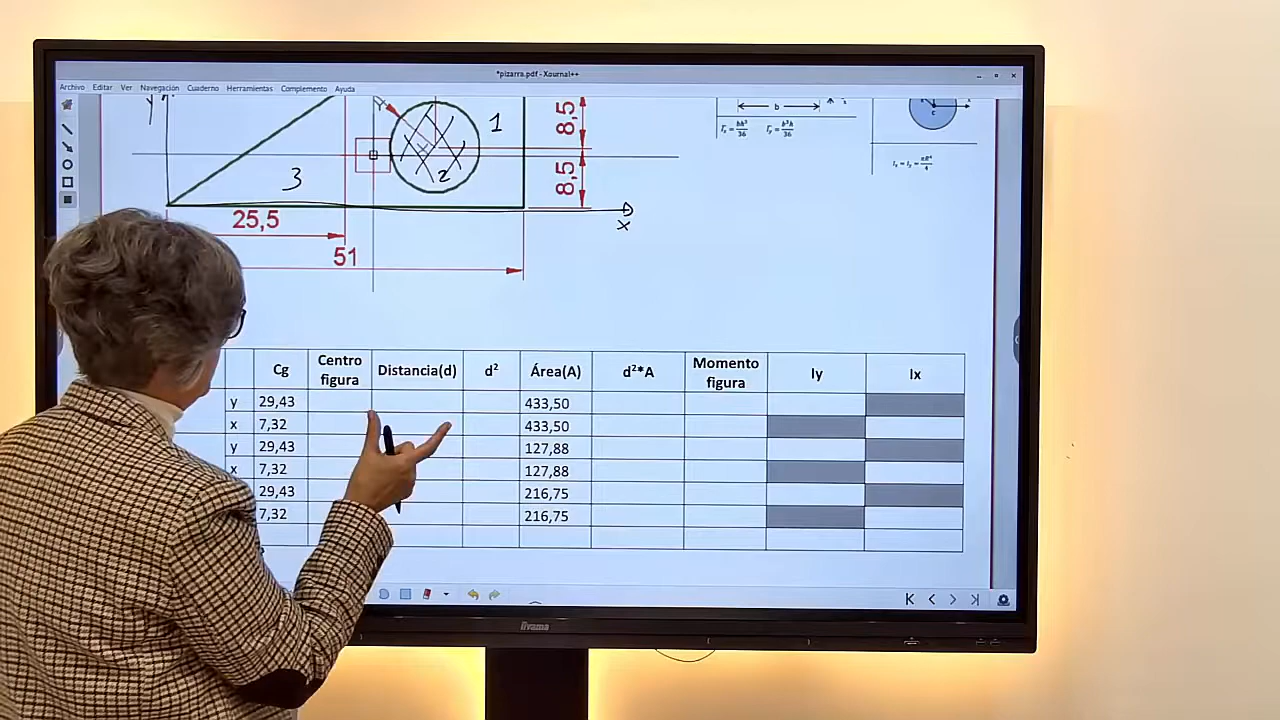 *pizarra.pdf - Xournal++
Archivo Editar Ver Navegación Cuaderno Herramientas Complemento Ayuda
y
1
2
3
8,5
8,5
25,5
51
x
b
Cg Centro figura Distancia(d) d² Área(A) d²*A Momento figura Iy Ix
y 29,43 433,50
x 7,32 433,50
y 29,43 127,88
x 7,32 127,88
29,43 216,75
7,32 216,75
iiyama